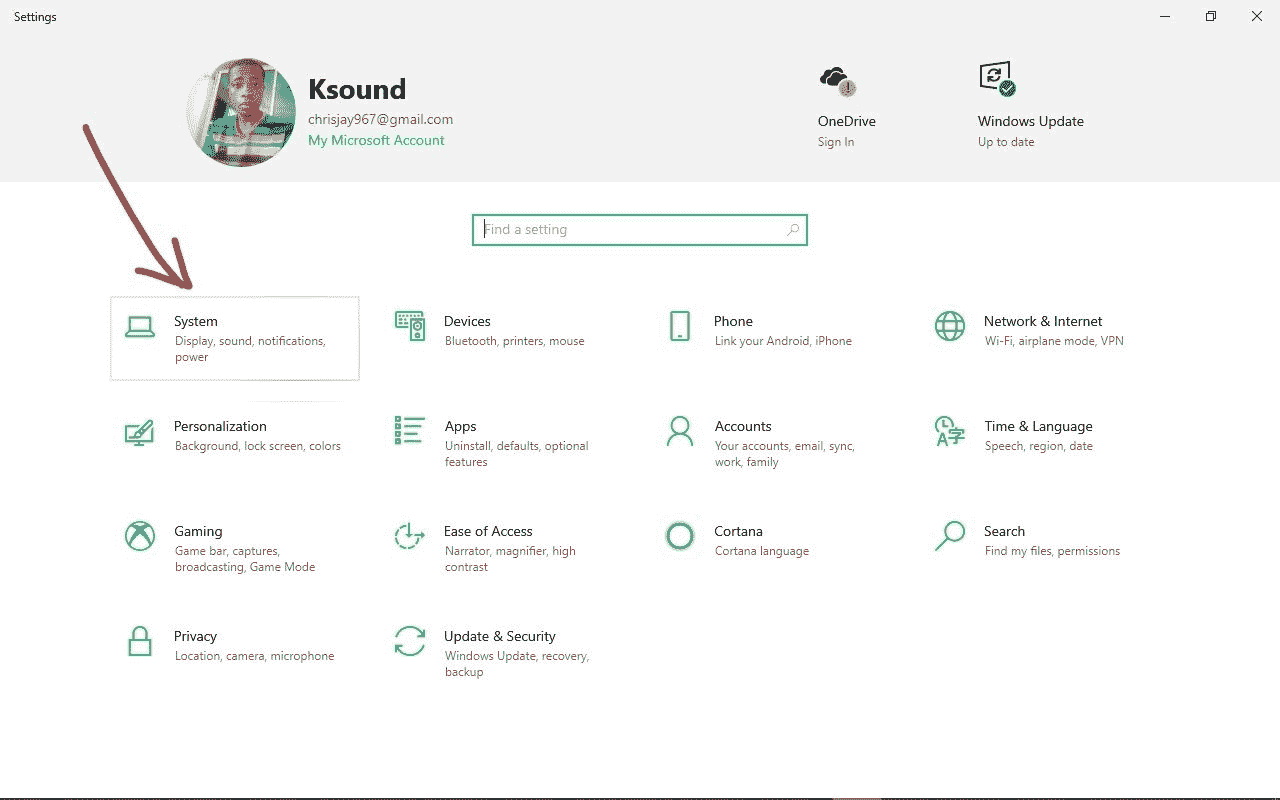 Settings
Ksound
chrisjay967@gmail.com
My Microsoft Account
OneDrive
Sign In
Windows Update
Up to date
Find a setting
System
Display, sound, notifications,
power
Devices
Bluetooth, printers, mouse
Phone
Link your Android, iPhone
Network & Internet
Wi-Fi, airplane mode, VPN
Personalization
Background, lock screen, colors
Apps
Uninstall, defaults, optional
features
Accounts
Your accounts, email, sync,
work, family
Time & Language
Speech, region, date
Gaming
Game bar, captures,
broadcasting, Game Mode
Ease of Access
Narrator, magnifier, high
contrast
Cortana
Cortana language
Search
Find my files, permissions
Privacy
Location, camera, microphone
Update & Security
Windows Update, recovery,
backup